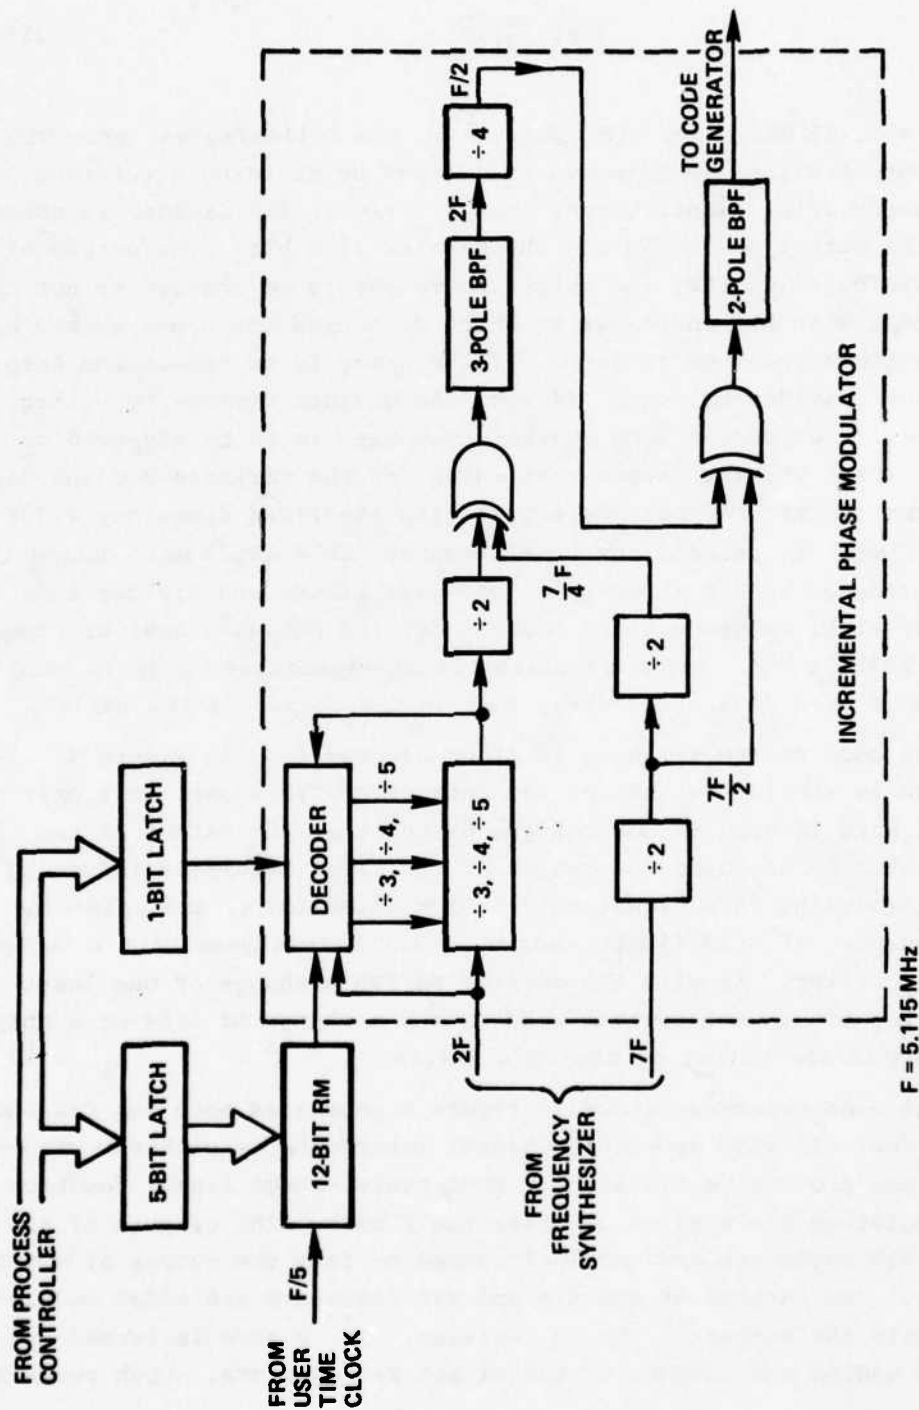 FROM PROCESS
CONTROLLER
5-BIT LATCH
1-BIT LATCH
FROM
USER
TIME
CLOCK
F/5
12-BIT RM
DECODER
÷ 3, ÷ 4, ÷ 5
÷ 3, ÷ 4, ÷ 5
÷ 2
3-POLE BPF
2F
÷ 4
F/2
FROM
FREQUENCY
SYNTHESIZER
2F
7F
÷ 2
7F
2
÷ 2
7
4
F
2-POLE BPF
TO CODE
GENERATOR
INCREMENTAL PHASE MODULATOR
F = 5.115 MHz